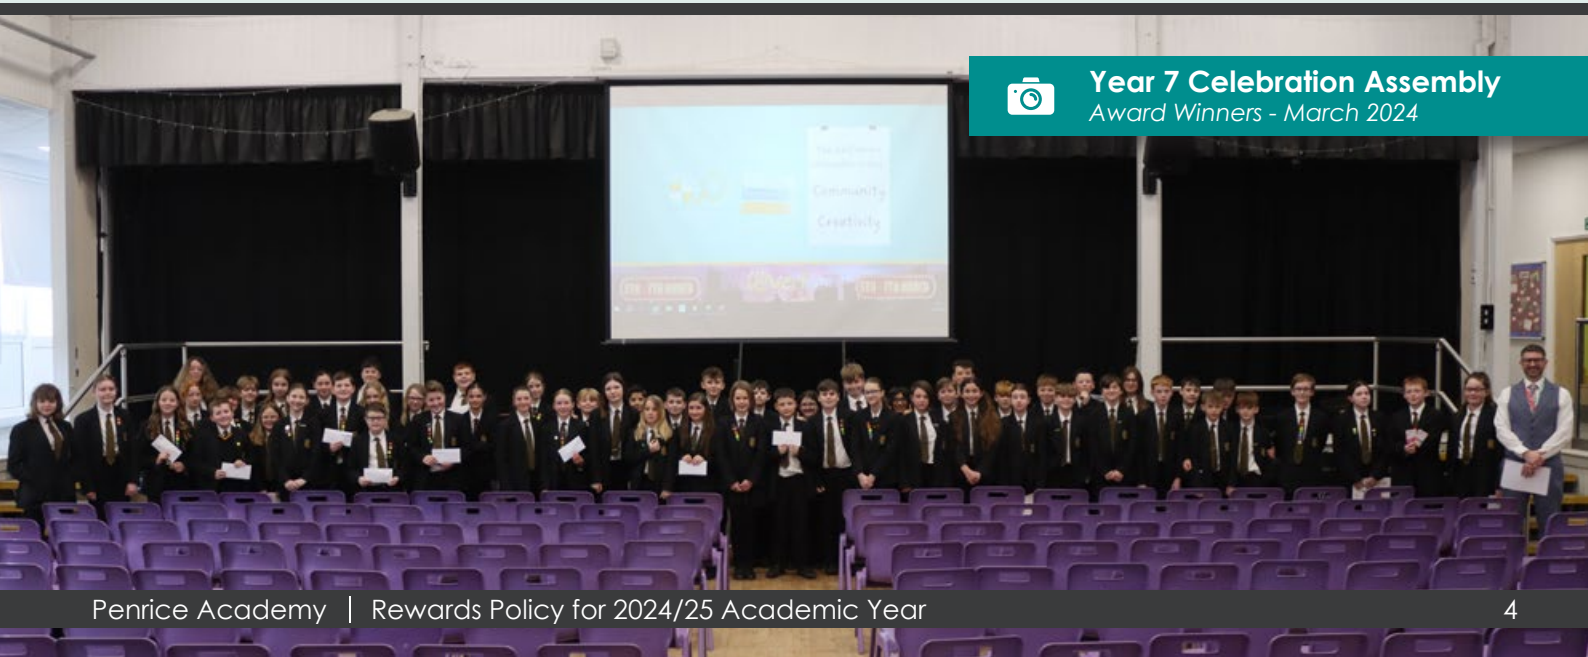 Year 7 Celebration Assembly
Award Winners - March 2024
Community
Creativity
Penrice Academy | Rewards Policy for 2024/25 Academic Year
4